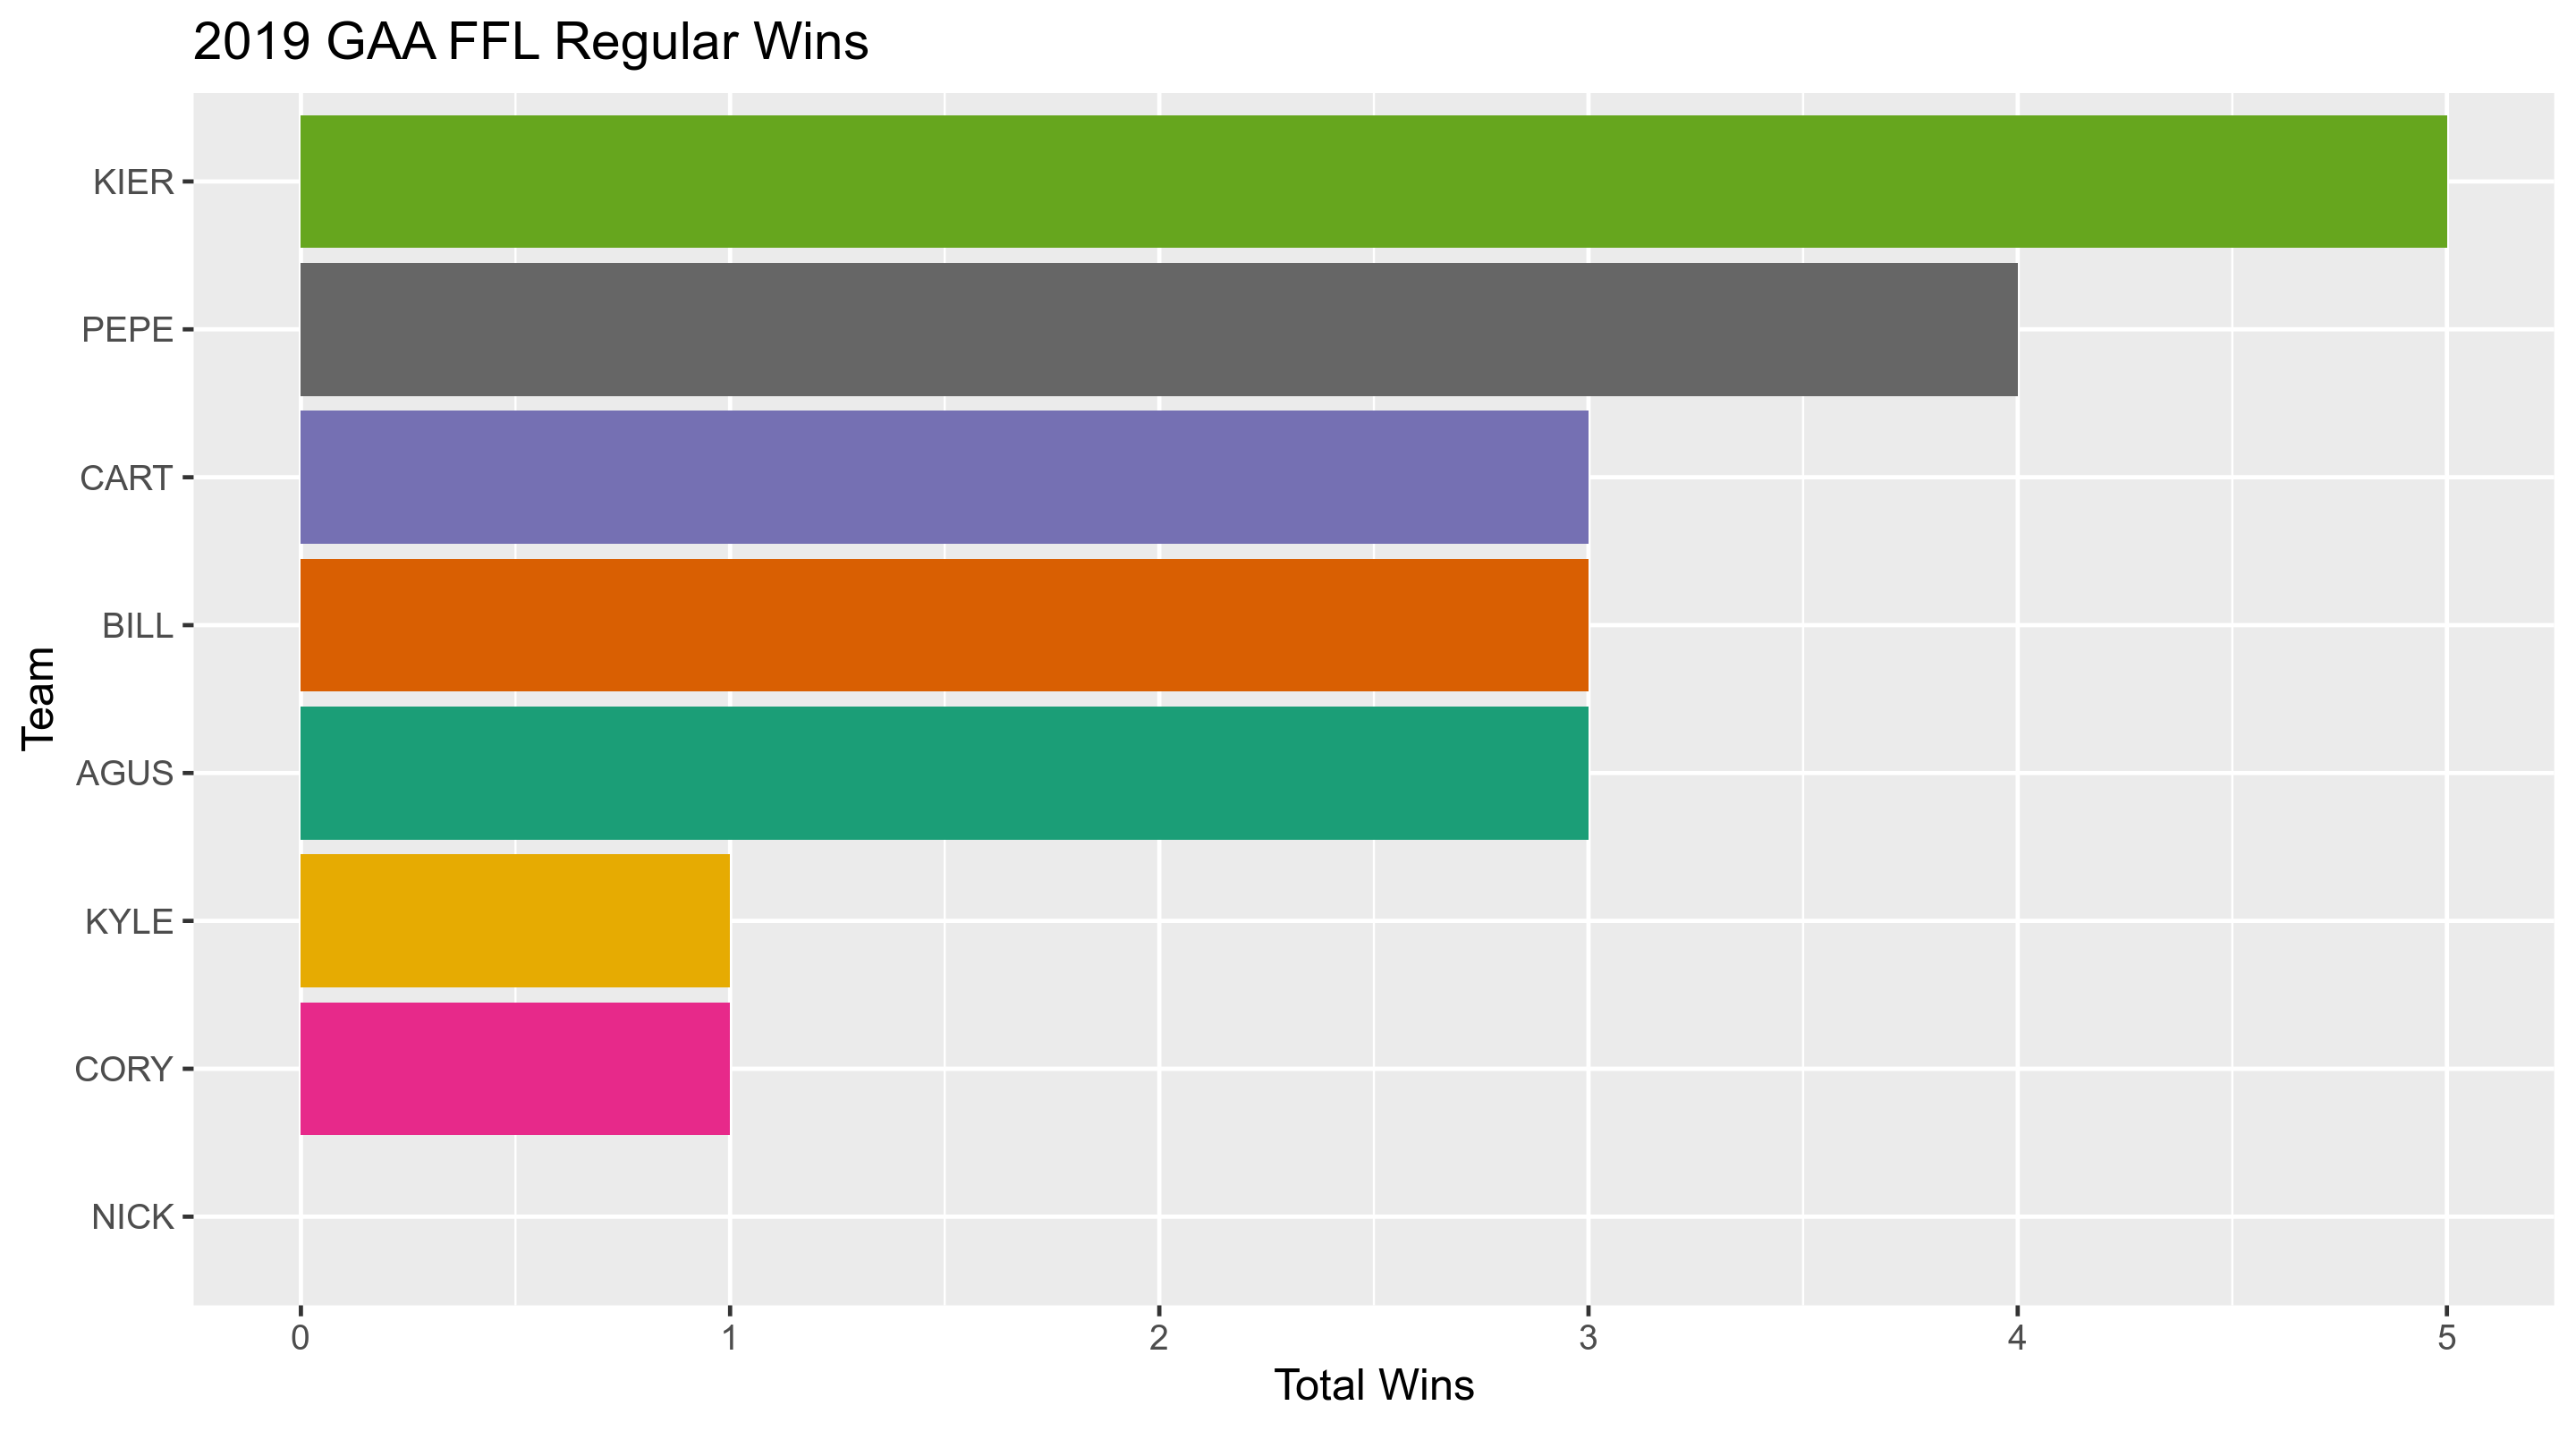 2019 GAA FFL Regular Wins
Team
KIER
PEPE
CART
BILL
AGUS
KYLE
CORY
NICK
0 1 2 3 4 5
Total Wins